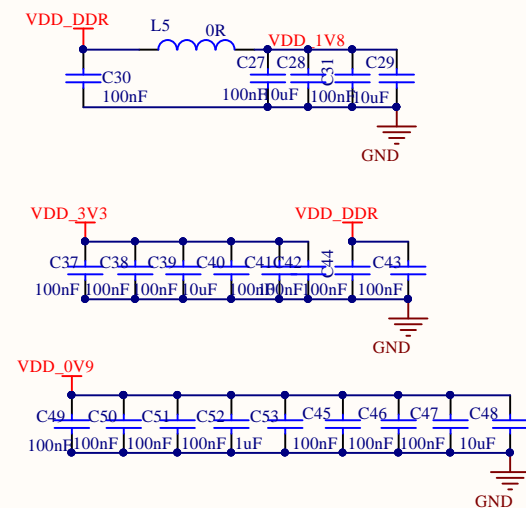 VDD_DDR
L5 0R
VDD_1V8
C30 C27 C28 C31 C29
100nF 100nF 10uF 100nF 10uF
GND
VDD_3V3 VDD_DDR
C37 C38 C39 C40 C41 C42 C44 C43
100nF 100nF 100nF 10uF 100nF 100nF 100nF 100nF
GND
VDD_0V9
C49 C50 C51 C52 C53 C45 C46 C47 C48
100nF 100nF 100nF 100nF 1uF 100nF 100nF 100nF 10uF
GND